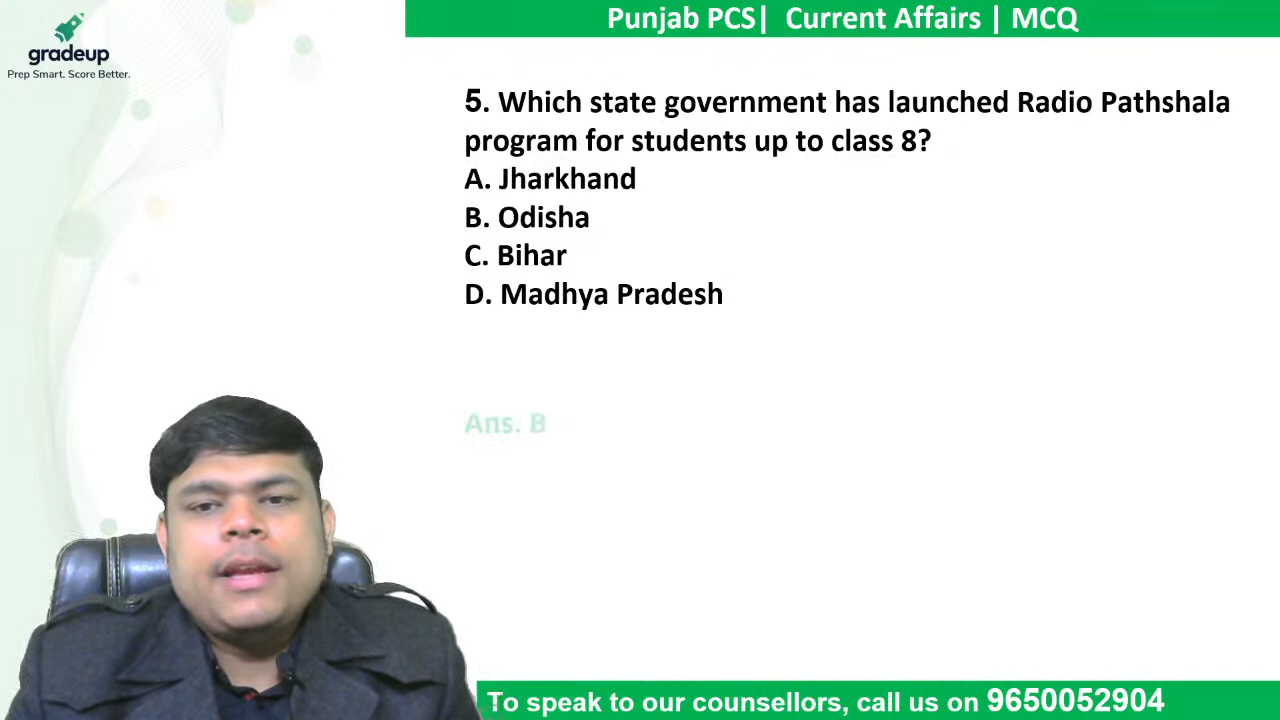 gradeup
Prep Smart. Score Better.
Punjab PCS| Current Affairs | MCQ
5. Which state government has launched Radio Pathshala
program for students up to class 8?
A. Jharkhand
B. Odisha
C. Bihar
D. Madhya Pradesh
Ans. B
To speak to our counsellors, call us on 9650052904